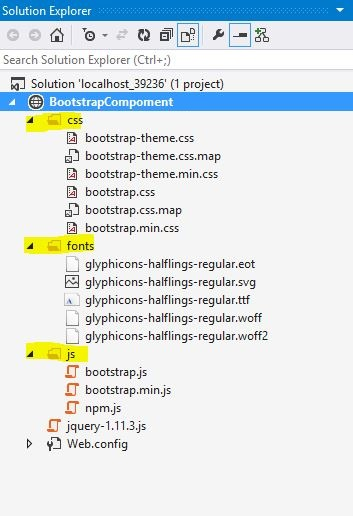 Solution Explorer
Search Solution Explorer (Ctrl+;)
Solution 'localhost_39236' (1 project)
BootstrapCompoment
css
bootstrap-theme.css
bootstrap-theme.css.map
bootstrap-theme.min.css
bootstrap.css
bootstrap.css.map
bootstrap.min.css
fonts
glyphicons-halflings-regular.eot
glyphicons-halflings-regular.svg
glyphicons-halflings-regular.ttf
glyphicons-halflings-regular.woff
glyphicons-halflings-regular.woff2
js
bootstrap.js
bootstrap.min.js
npm.js
jquery-1.11.3.js
Web.config